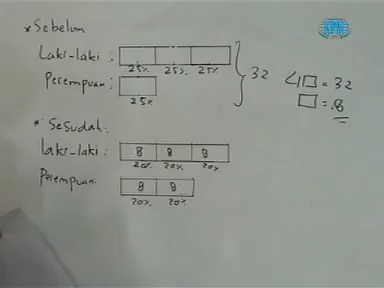 * Sebelum
Laki-laki :
25% 25% 25%
Perempuan :
25%
32
4□ = 32
□ = 8
* Sesudah:
Laki-laki : 8 8 8
20% 20% 20%
Perempuan 8 8
20% 20%